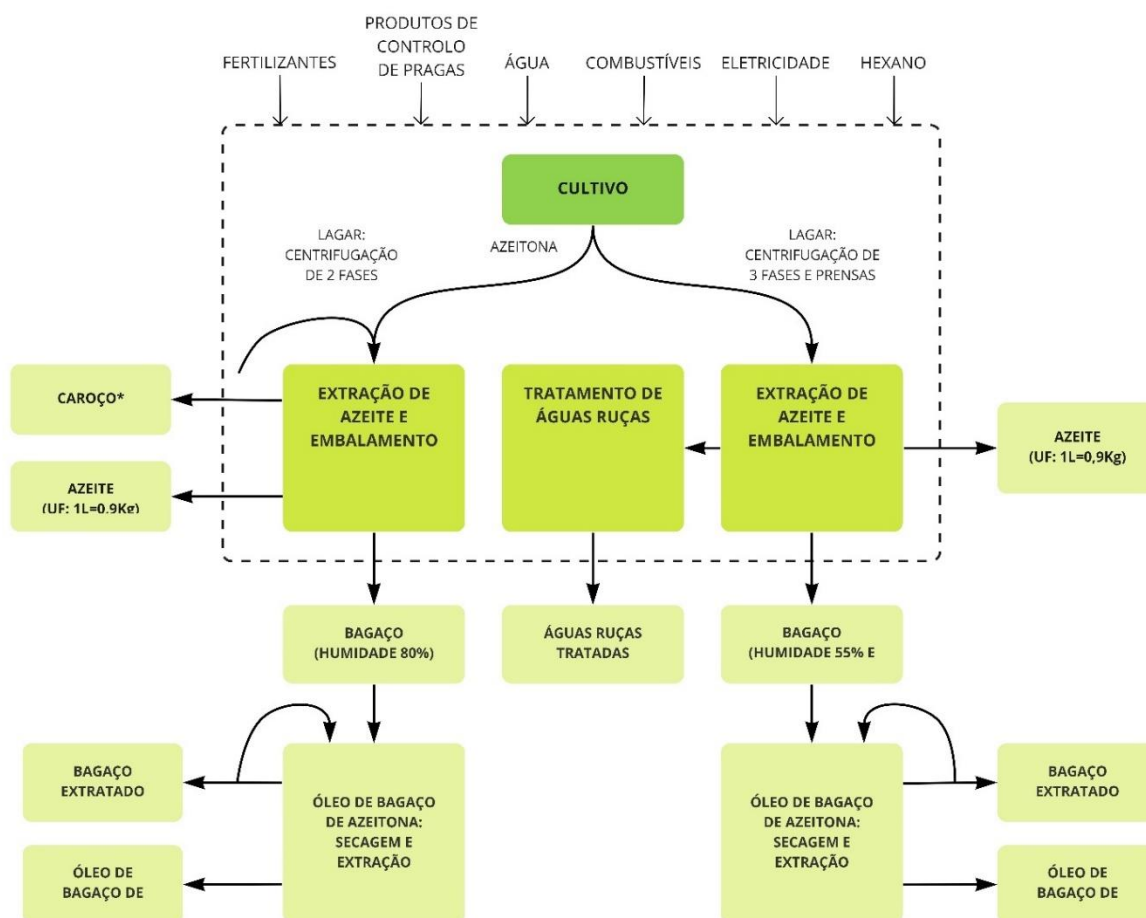 PRODUTOS DE
CONTROLO
DE PRAGAS
FERTILIZANTES
ÁGUA
COMBUSTÍVEIS
ELETRICIDADE
HEXANO
CULTIVO
LAGAR:
CENTRIFUGAÇÃO
DE 2 FASES
AZEITONA
LAGAR:
CENTRIFUGAÇÃO DE
3 FASES E PRENSAS
CAROÇO*
EXTRAÇÃO DE
AZEITE E
EMBALAMENTO
TRATAMENTO DE
ÁGUAS RUÇAS
EXTRAÇÃO DE
AZEITE E
EMBALAMENTO
AZEITE
(UF: 1L=0,9Kg)
AZEITE
(UF: 1L=0.9Kg)
BAGAÇO
(HUMIDADE 80%)
ÁGUAS RUÇAS
TRATADAS
BAGAÇO
(HUMIDADE 55% E
BAGAÇO
EXTRATADO
ÓLEO DE BAGAÇO
DE AZEITONA:
SECAGEM E
EXTRAÇÃO
ÓLEO DE BAGAÇO
DE AZEITONA:
SECAGEM E
EXTRAÇÃO
BAGAÇO
EXTRATADO
ÓLEO DE
BAGAÇO DE
ÓLEO DE
BAGAÇO DE